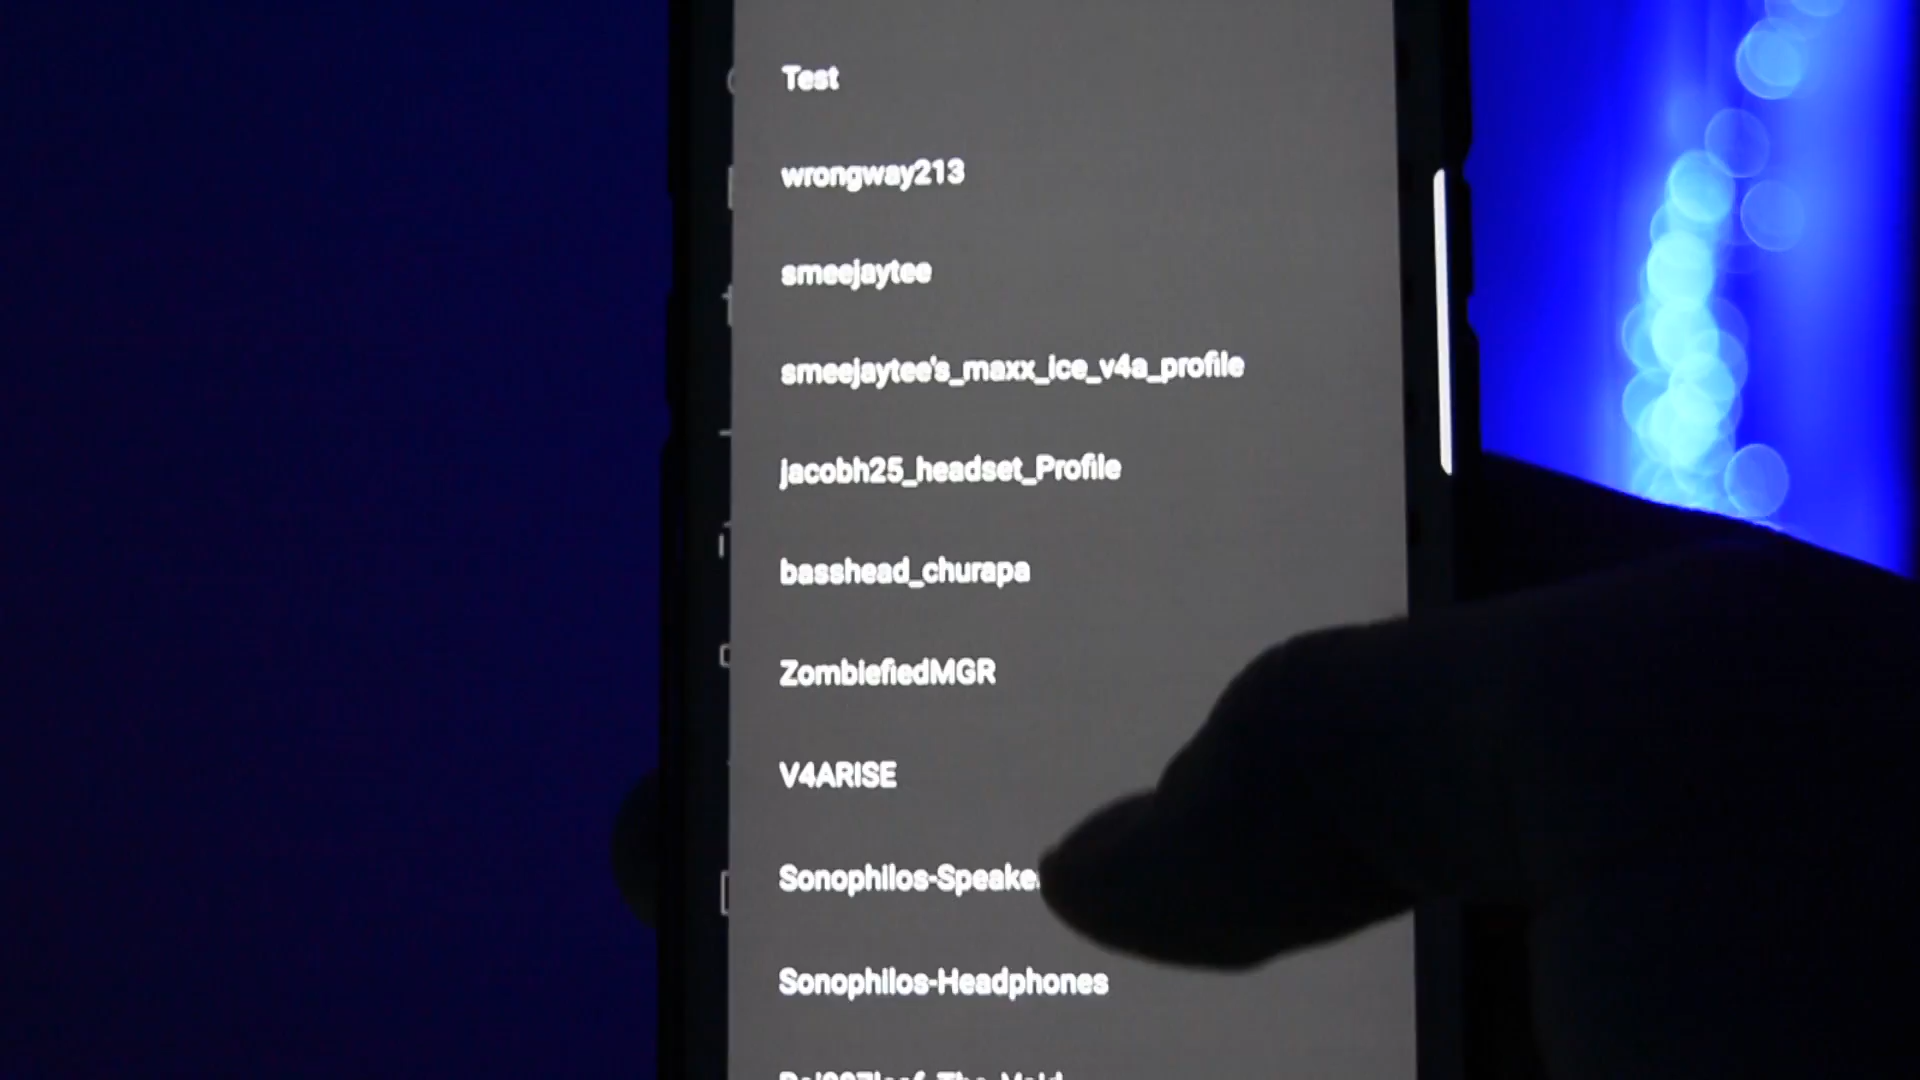 Test
wrongway213
smeejaytee
smeejaytee's_maxx_ice_v4a_profile
jacobh25_headset_Profile
basshead_churapa
ZombiefiedMGR
V4ARISE
Sonophilos-Speake
Sonophilos-Headphones